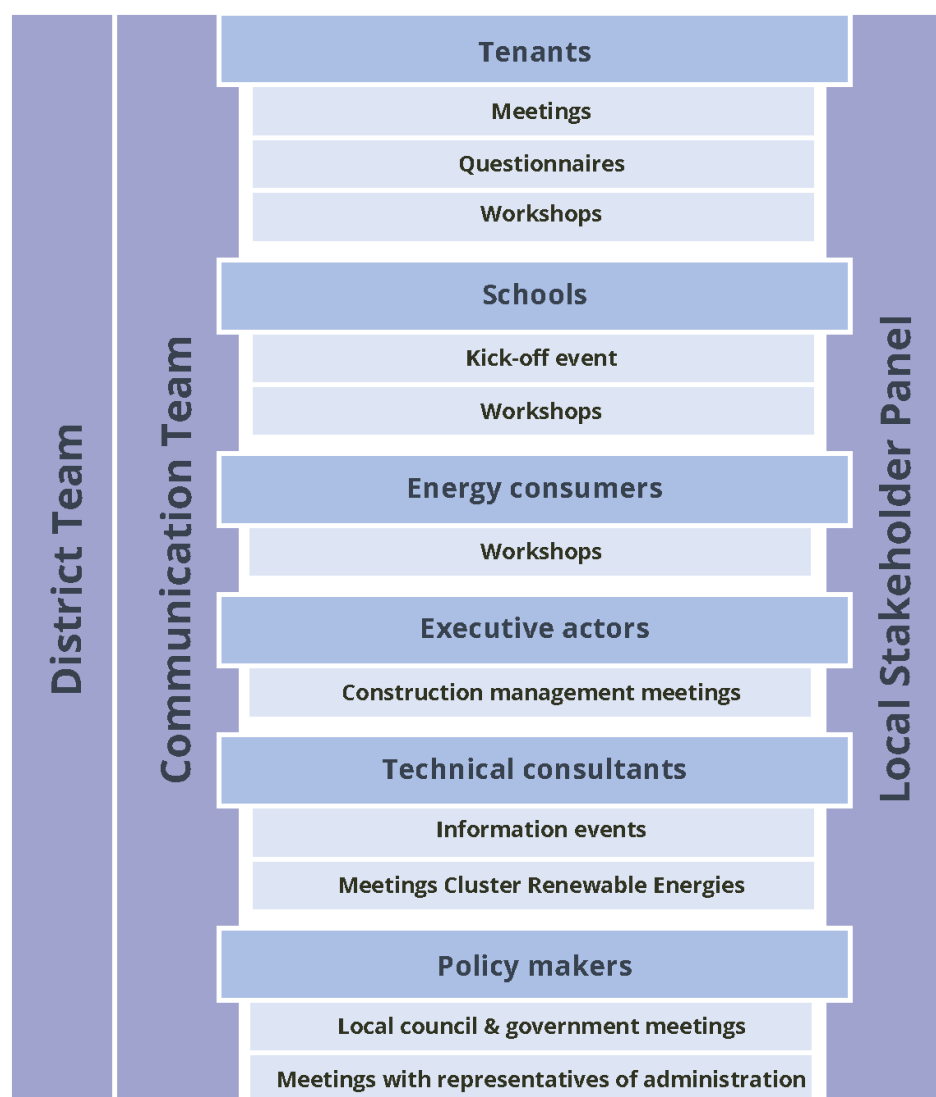 District Team
Communication Team
Tenants
Meetings
Questionnaires
Workshops
Schools
Kick-off event
Workshops
Energy consumers
Workshops
Executive actors
Construction management meetings
Technical consultants
Information events
Meetings Cluster Renewable Energies
Policy makers
Local council & government meetings
Meetings with representatives of administration
Local Stakeholder Panel